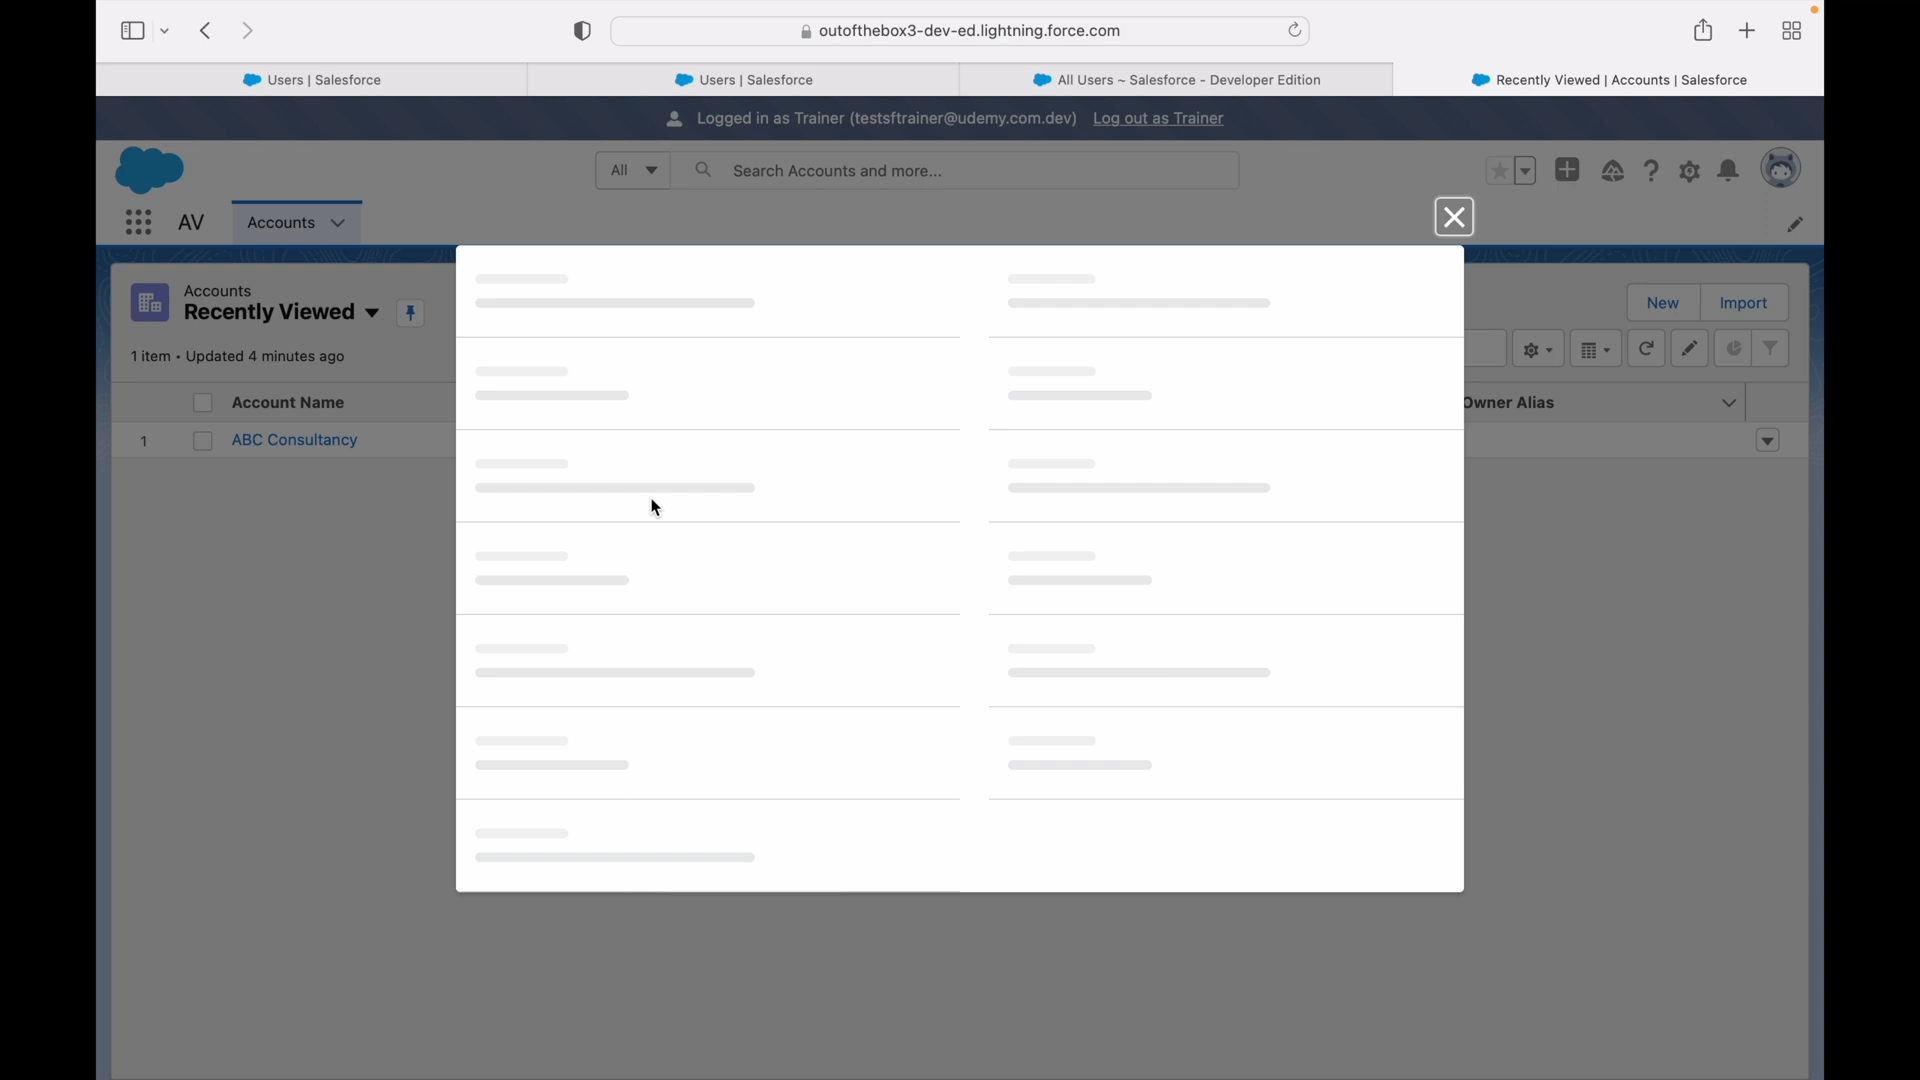 outofthebox3-dev-ed.lightning.force.com
Users | Salesforce
Users | Salesforce
All Users ~ Salesforce - Developer Edition
Recently Viewed | Accounts | Salesforce
Logged in as Trainer (testsftrainer@udemy.com.dev) Log out as Trainer
All
Search Accounts and more...
AV
Accounts
Accounts
Recently Viewed
New
Import
1 item • Updated 4 minutes ago
Account Name
Owner Alias
1
ABC Consultancy